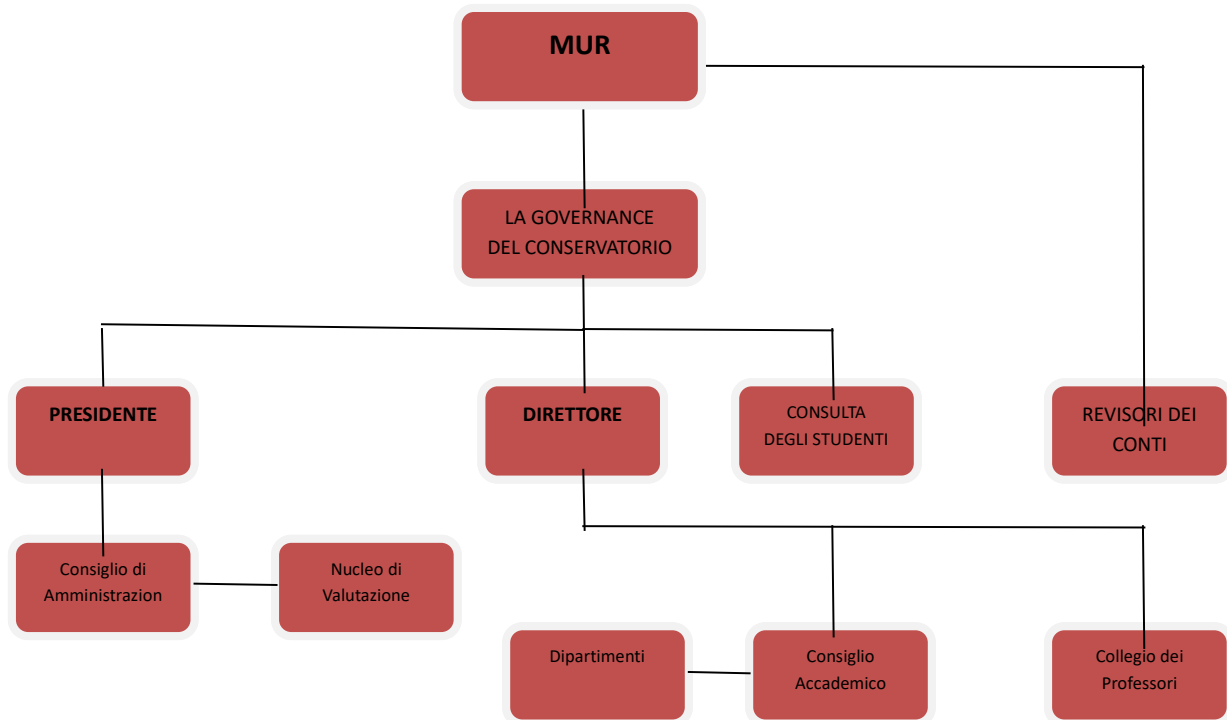 MUR
LA GOVERNANCE
DEL CONSERVATORIO
PRESIDENTE
DIRETTORE
CONSULTA
DEGLI STUDENTI
REVISORI DEI
CONTI
Consiglio di
Amministrazion
Nucleo di
Valutazione
Dipartimenti
Consiglio
Accademico
Collegio dei
Professori